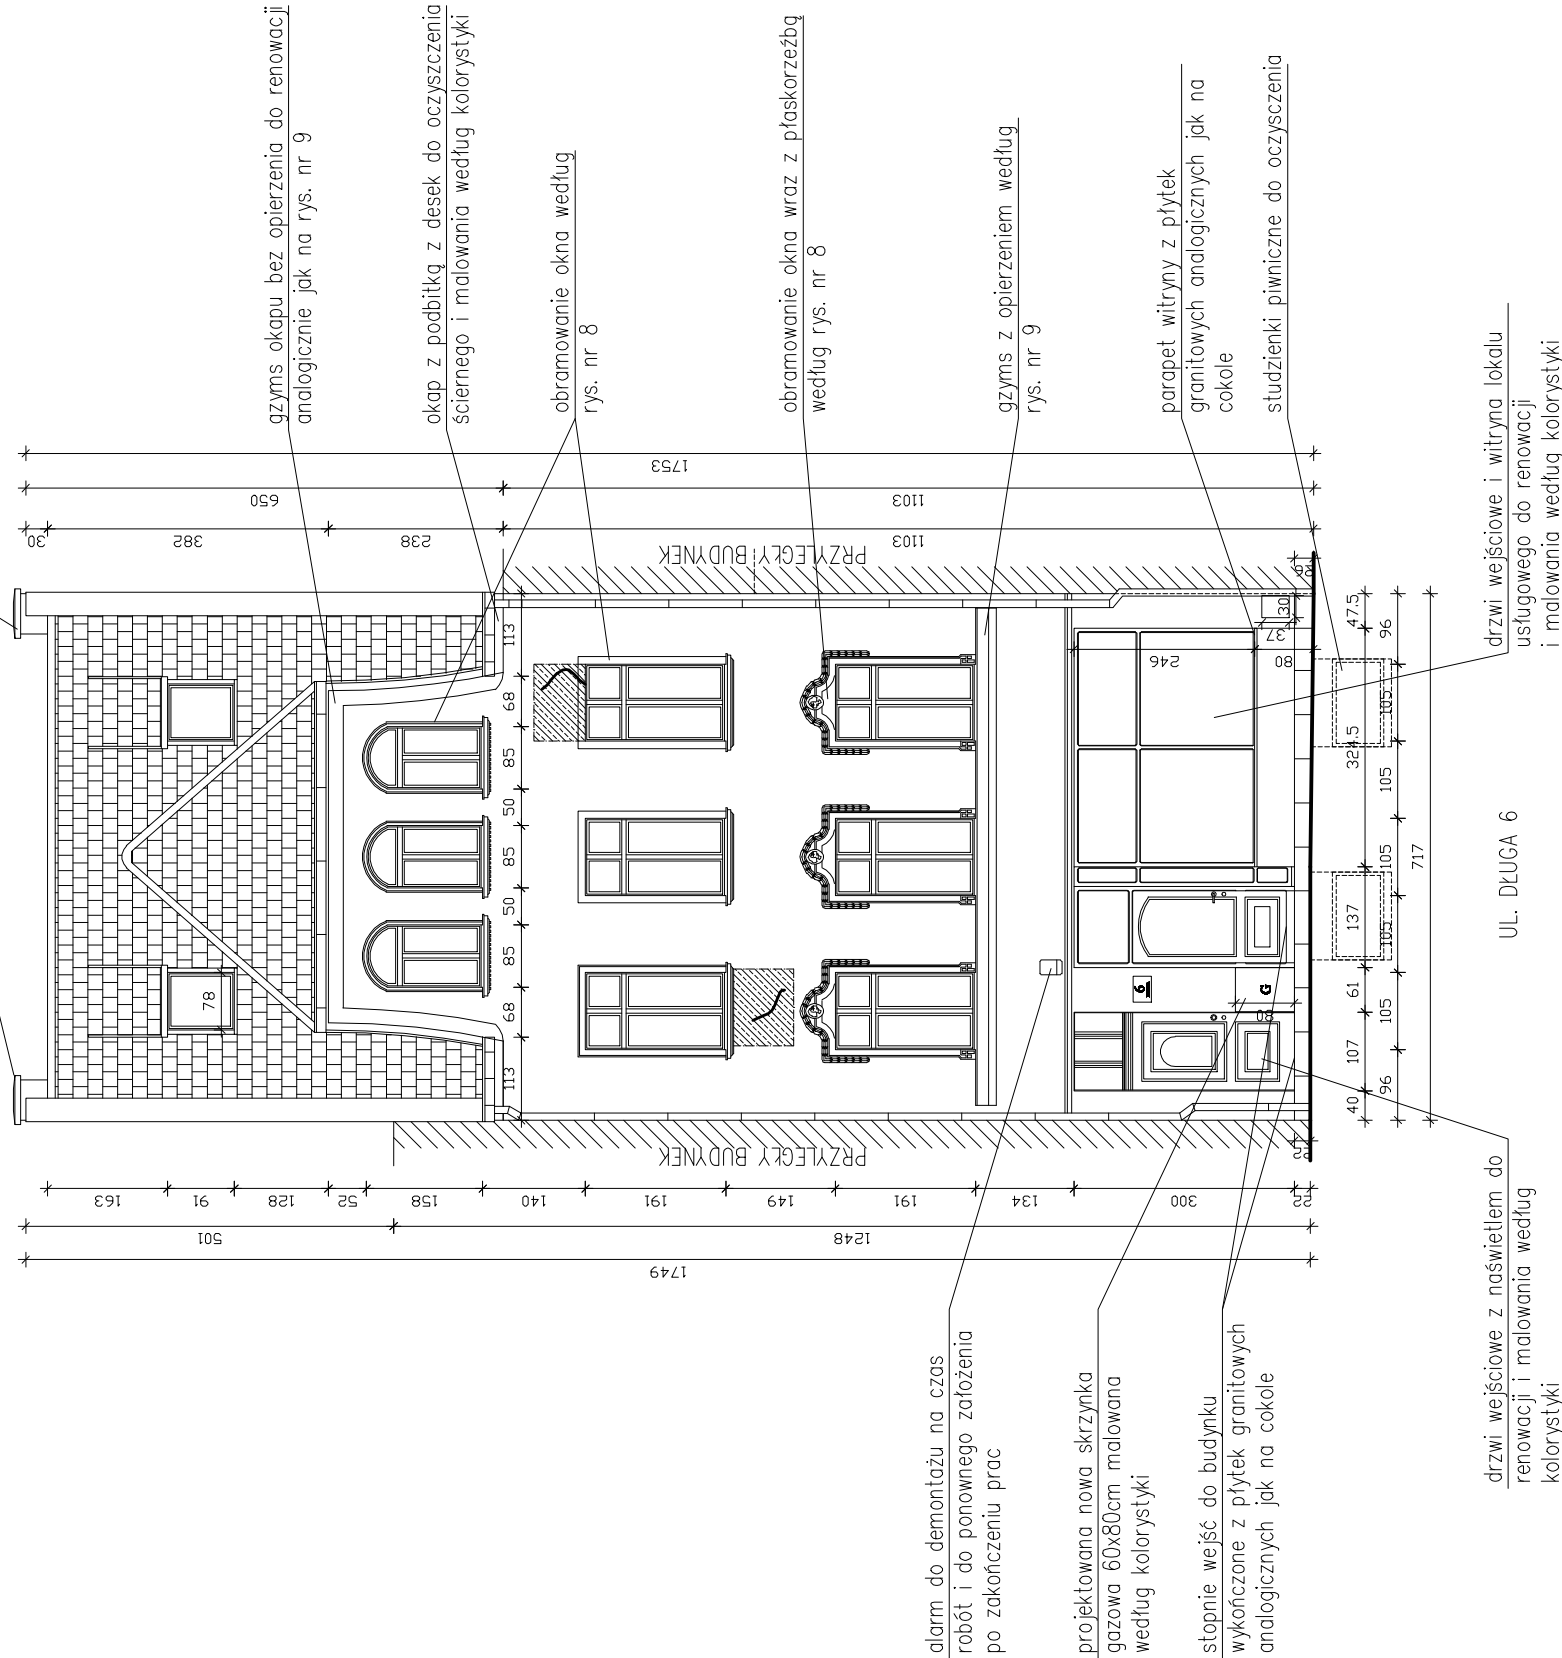 gzyms okapu bez opierzenia do renowacji
analogicznie jak na rys. nr 9
okap z podbitką z desek do oczyszczenia
ściernego i malowania według kolorystyki
obramowanie okna według
rys. nr 8
obramowanie okna wraz z płaskorzeźbą
według rys. nr 8
gzyms z opierzeniem według
rys. nr 9
parapet witryny z płytek
granitowych analogicznych jak na
cokole
studzienki piwniczne do oczysczenia
drzwi wejściowe i witryna lokalu
usługowego do renowacji
i malowania według kolorystyki
1753
650
1103
30
382
238
1103
PRZYLEGŁY BUDYNEK
78
113
68
85
50
85
50
85
68
113
246
80
37
30
6
G
80
PRZYLEGŁY BUDYNEK
163
91
128
52
158
140
191
149
191
134
300
22
501
1248
1749
40
107
61
137
324.5
47.5
96
105
105
105
105
105
96
105
717
UL. DŁUGA 6
alarm do demontażu na czas
robót i do ponownego założenia
po zakończeniu prac
projektowana nowa skrzynka
gazowa 60x80cm malowana
według kolorystyki
stopnie wejść do budynku
wykończone z płytek granitowych
analogicznych jak na cokole
drzwi wejściowe z naświetlem do
renowacji i malowania według
kolorystyki